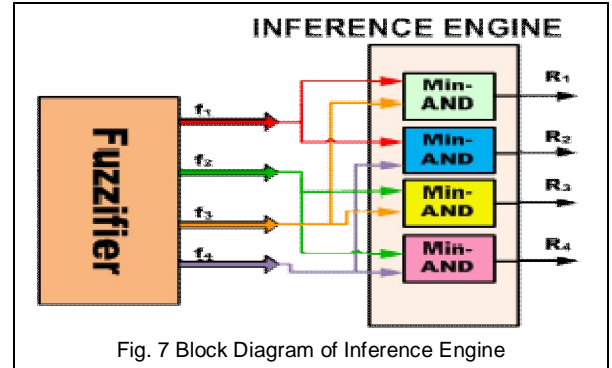 INFERENCE ENGINE
Fuzzifier
f₁
f₂
f₃
f₄
Min-
AND
R₁
Min-
AND
R₂
Min-
AND
R₃
Min-
AND
R₄
Fig. 7 Block Diagram of Inference Engine